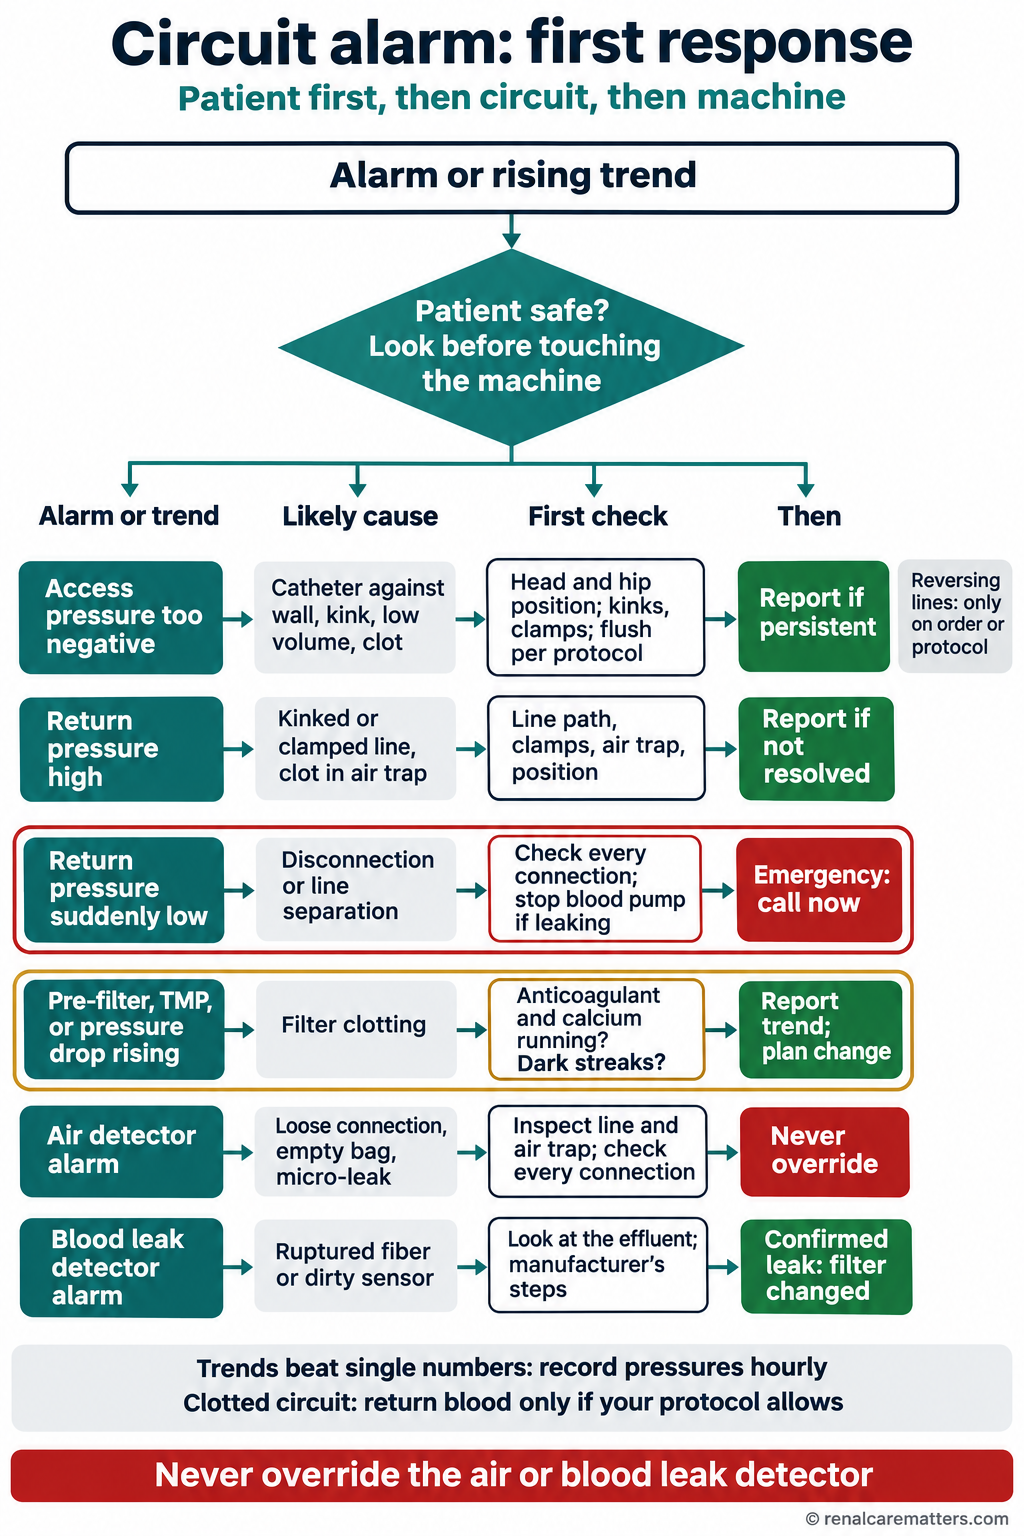 Circuit alarm: first response
Patient first, then circuit, then machine
Alarm or rising trend
Patient safe?
Look before touching
the machine
Alarm or trend
Likely cause
First check
Then
Access
pressure too
negative
Catheter against
wall, kink, low
volume, clot
Head and hip
position; kinks,
clamps; flush
per protocol
Report if
persistent
Reversing
lines: only
on order or
protocol
Return
pressure
high
Kinked or
clamped line,
clot in air trap
Line path,
clamps, air trap,
position
Report if
not
resolved
Return
pressure
suddenly low
Disconnection
or line
separation
Check every
connection;
stop blood pump
if leaking
Emergency:
call now
Pre-filter, TMP,
or pressure
drop rising
Filter clotting
Anticoagulant
and calcium
running?
Dark streaks?
Report
trend;
plan change
Air detector
alarm
Loose connection,
empty bag,
micro-leak
Inspect line and
air trap; check
every connection
Never
override
Blood leak
detector
alarm
Ruptured fiber
or dirty sensor
Look at the effluent;
manufacturer's
steps
Confirmed
leak: filter
changed
Trends beat single numbers: record pressures hourly
Clotted circuit: return blood only if your protocol allows
Never override the air or blood leak detector
© renalcarematters.com